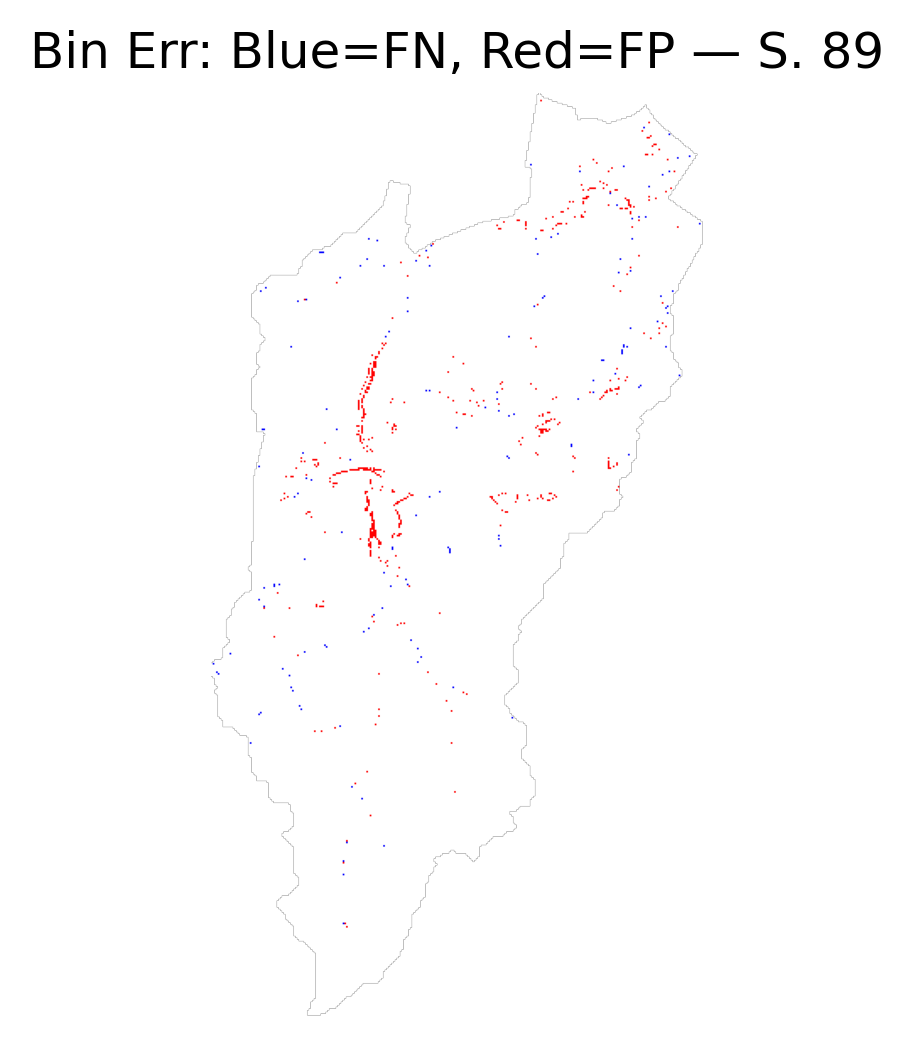 Bin Err: Blue=FN, Red=FP — S. 89